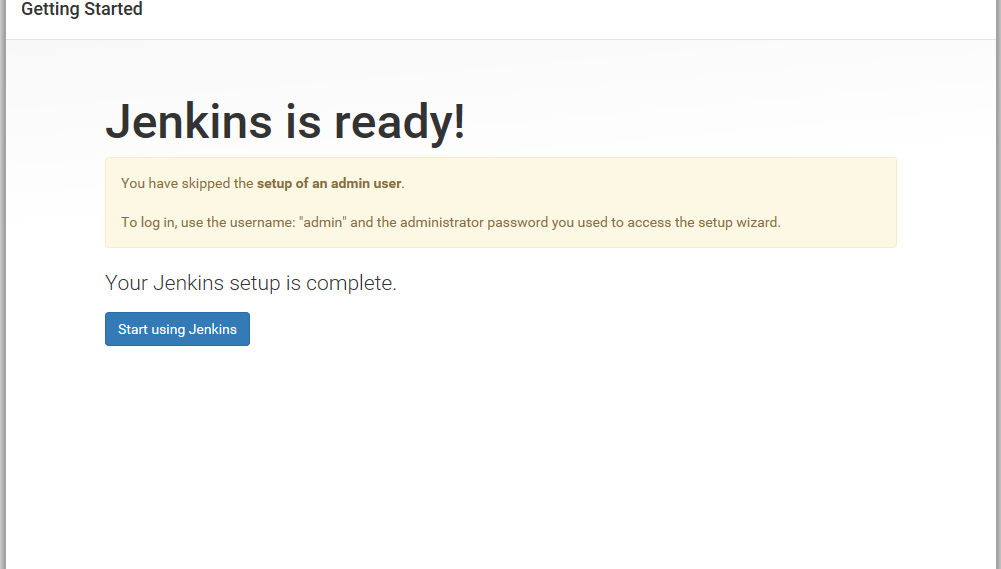 Getting Started
Jenkins is ready!
You have skipped the setup of an admin user.
To log in, use the username: "admin" and the administrator password you used to access the setup wizard.
Your Jenkins setup is complete.
Start using Jenkins